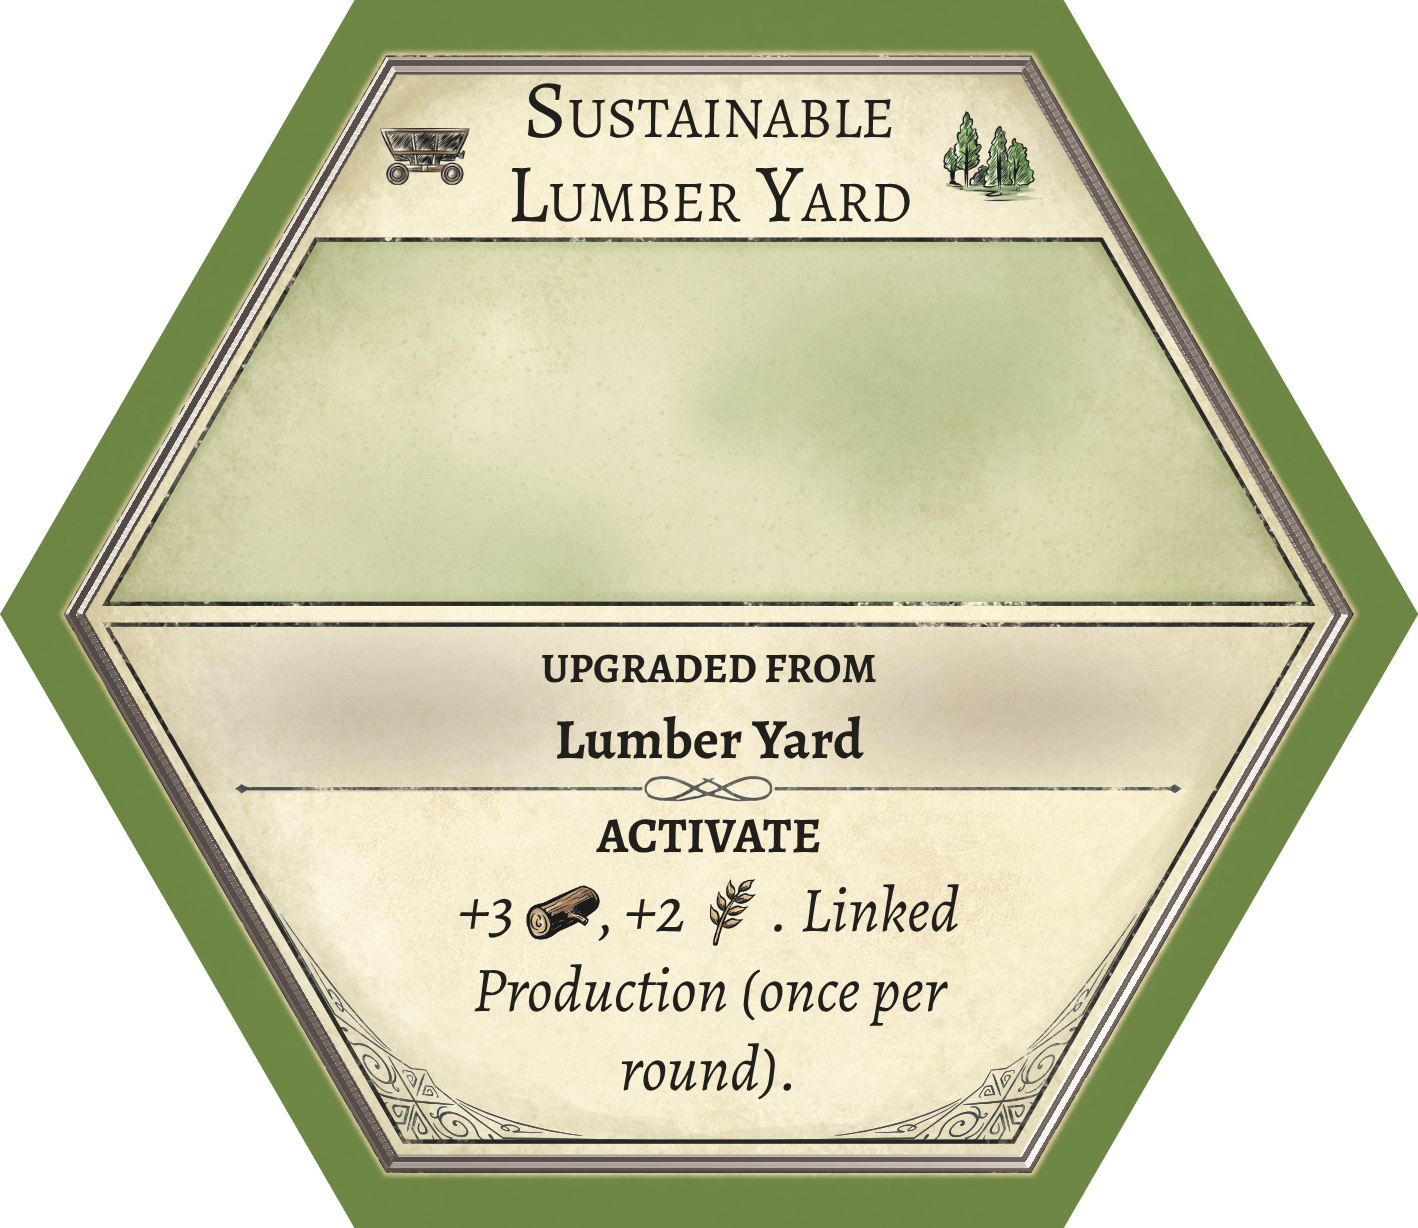 Sustainable
Lumber Yard
UPGRADED FROM
Lumber Yard
ACTIVATE
+3 , +2 . Linked
Production (once per
round).